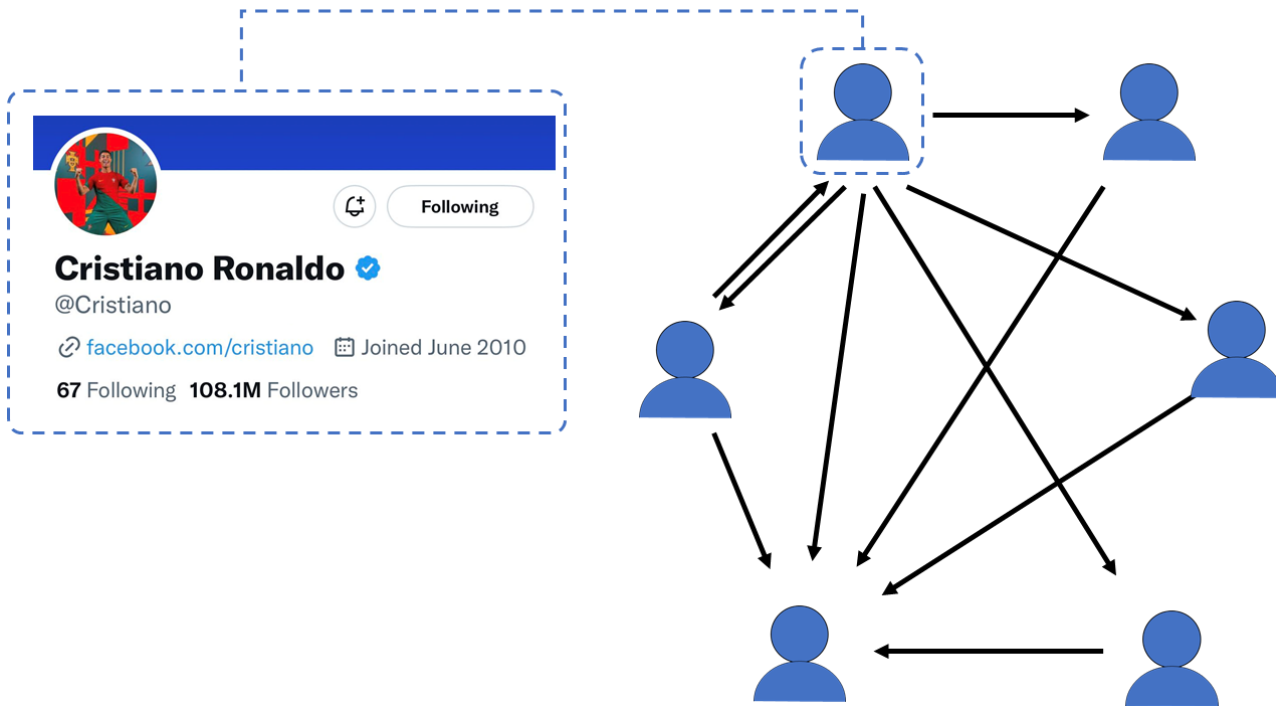 Following
Cristiano Ronaldo
@Cristiano
facebook.com/cristiano Joined June 2010
67 Following 108.1M Followers